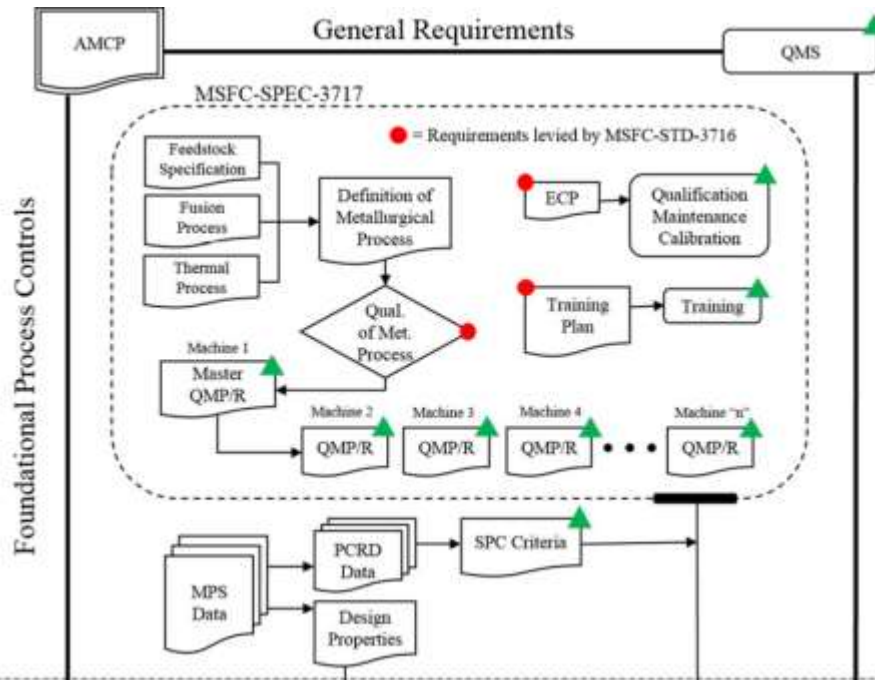 General Requirements
AMCP
QMS
MSFC-SPEC-3717
= Requirements levied by MSFC-STD-3716
Feedstock
Specification
Fusion
Process
Thermal
Process
Definition of
Metallurgical
Process
ECP
Qualification
Maintenance
Calibration
Training
Plan
Training
Qual.
of Met.
Process
Machine 1
Master
QMP/R
Machine 2
QMP/R
Machine 3
QMP/R
Machine 4
QMP/R
Machine "n"
QMP/R
Foundational Process Controls
MPS
Data
PCRD
Data
SPC Criteria
Design
Properties